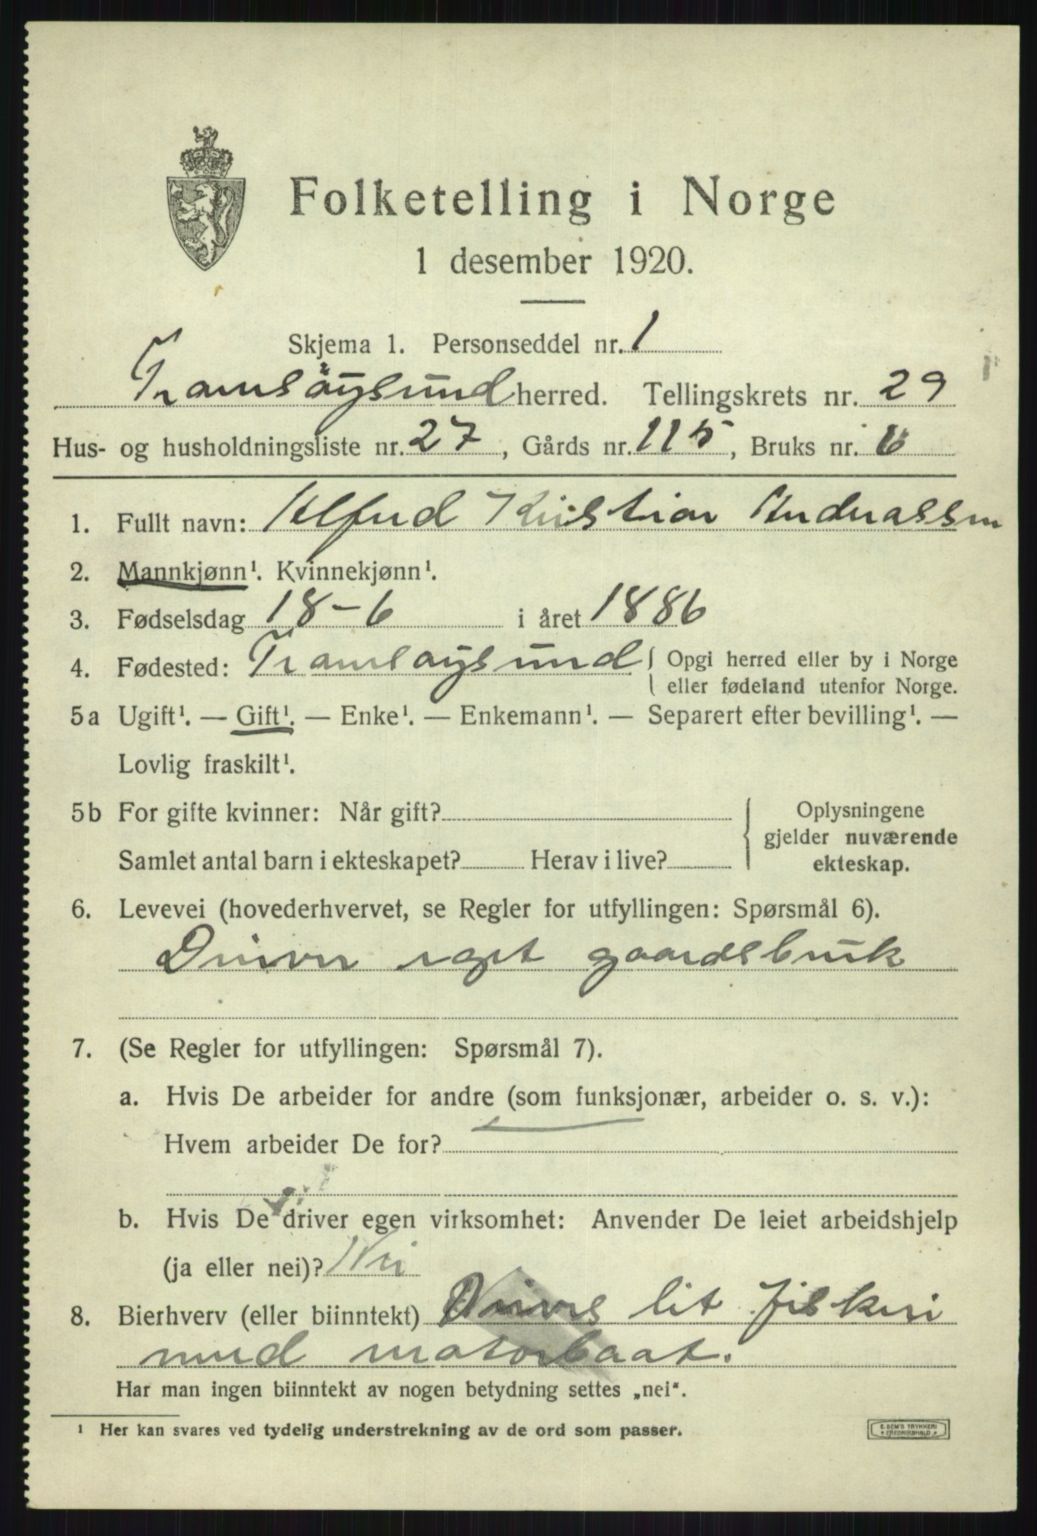 Folketelling i Norge
1 desember 1920.
Skjema 1. Personseddel nr. 1
Tromsøysund herred. Tellingskrets nr. 29
Hus- og husholdningsliste nr. 27, Gårds nr. 115, Bruks nr. 6
1. Fullt navn: Alfred Kristian Andreassen
2. Mannkjønn¹. Kvinnekjønn¹.
3. Fødselsdag 18-6 i året 1886
4. Fødested: Tromsøysund { Opgi herred eller by i Norge
eller fødeland utenfor Norge.
5a Ugift¹. — Gift¹. — Enke¹. — Enkemann¹. — Separert efter bevilling¹. —
Lovlig fraskilt¹.
5b For gifte kvinner: Når gift?
Samlet antal barn i ekteskapet? Herav i live?
Oplysningene
gjelder nuværende
ekteskap.
6. Levevei (hovederhvervet, se Regler for utfyllingen: Spørsmål 6).
Driver eget gaardsbruk
7. (Se Regler for utfyllingen: Spørsmål 7).
a. Hvis De arbeider for andre (som funksjonær, arbeider o. s. v.):
Hvem arbeider De for?
b. Hvis De driver egen virksomhet: Anvender De leiet arbeidshjelp
(ja eller nei)? Nei
8. Bierhverv (eller biinntekt) Drives lit fiskeri
med motorbaat.
Har man ingen biinntekt av nogen betydning settes „nei".
¹ Her kan svares ved tydelig understrekning av de ord som passer.